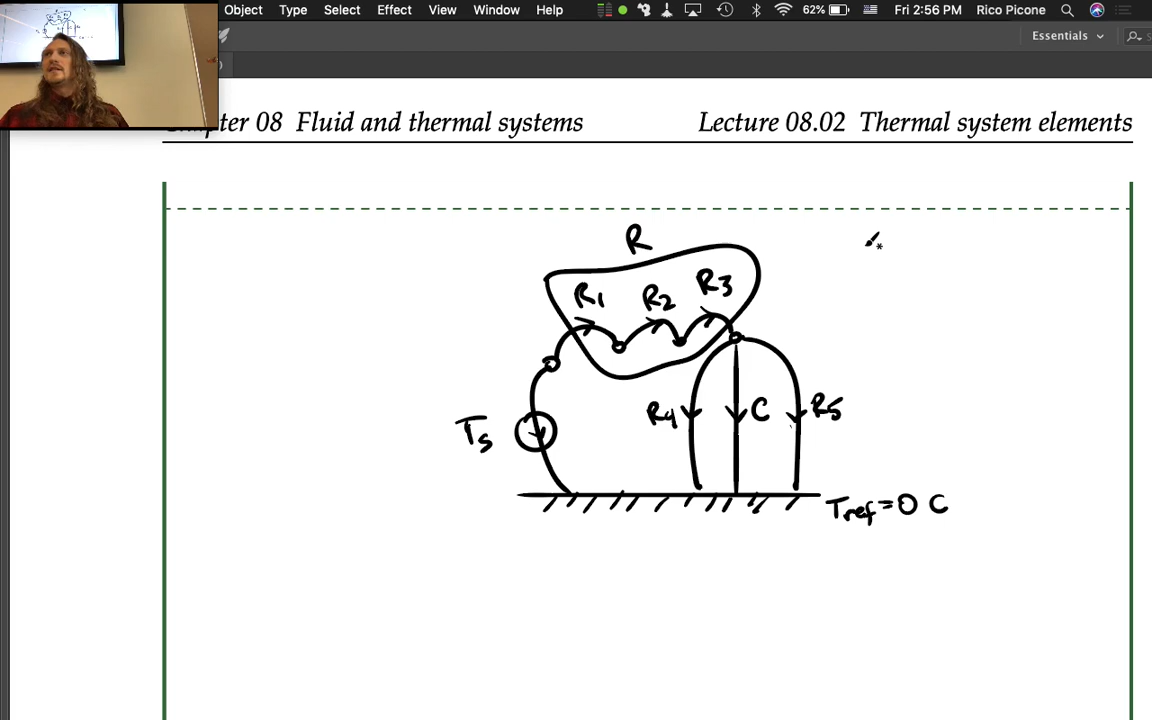 Object Type Select Effect View Window Help 62% Fri 2:56 PM Rico Picone
Essentials
ter 08 Fluid and thermal systems Lecture 08.02 Thermal system elements
R
R1 R2 R3
R4 C R5
Ts
Tref=0 C